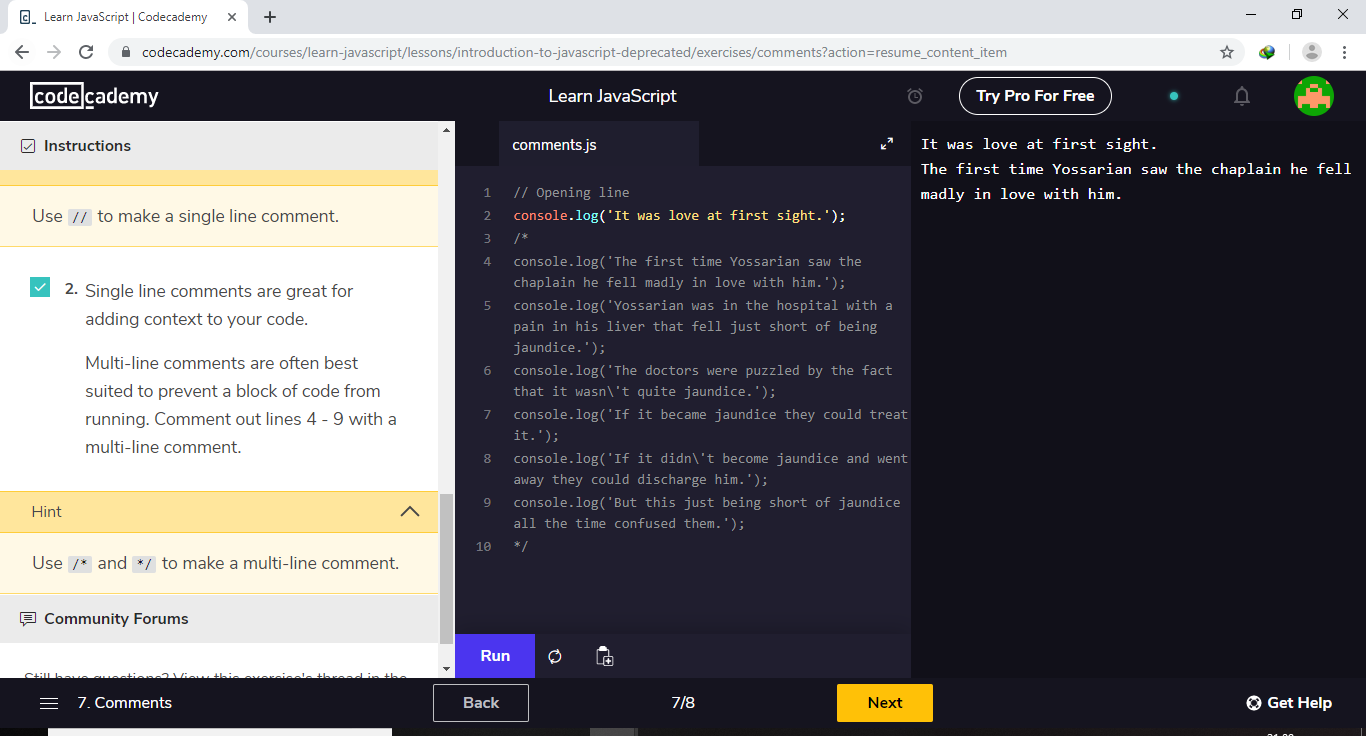 Learn JavaScript | Codecademy
codecademy.com/courses/learn-javascript/lessons/introduction-to-javascript-deprecated/exercises/comments?action=resume_content_item
codecademy
Learn JavaScript
Try Pro For Free
Instructions
Use // to make a single line comment.
2. Single line comments are great for
adding context to your code.
Multi-line comments are often best
suited to prevent a block of code from
running. Comment out lines 4 - 9 with a
multi-line comment.
Hint
Use /* and */ to make a multi-line comment.
Community Forums
Still have questions? View this exercise's thread in the
comments.js
1 // Opening line
2 console.log('It was love at first sight.');
3 /*
4 console.log('The first time Yossarian saw the
chaplain he fell madly in love with him.');
5 console.log('Yossarian was in the hospital with a
pain in his liver that fell just short of being
jaundice.');
6 console.log('The doctors were puzzled by the fact
that it wasn\'t quite jaundice.');
7 console.log('If it became jaundice they could treat
it.');
8 console.log('If it didn\'t become jaundice and went
away they could discharge him.');
9 console.log('But this just being short of jaundice
all the time confused them.');
10 */
Run
It was love at first sight.
The first time Yossarian saw the chaplain he fell
madly in love with him.
7. Comments
Back
7/8
Next
Get Help